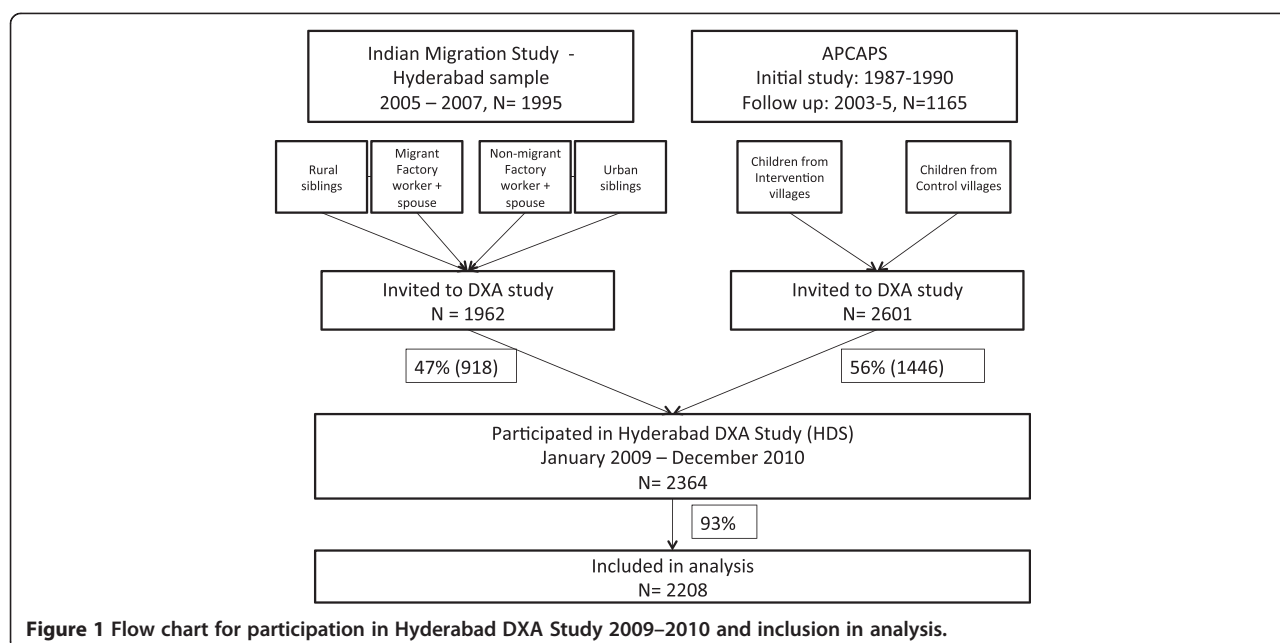 Indian Migration Study -
Hyderabad sample
2005 – 2007, N= 1995
APCAPS
Initial study: 1987-1990
Follow up: 2003-5, N=1165
Rural
siblings
Migrant
Factory
worker +
spouse
Non-migrant
Factory
worker +
spouse
Urban
siblings
Children from
Intervention
villages
Children from
Control villages
Invited to DXA study
N = 1962
Invited to DXA study
N= 2601
47% (918)
56% (1446)
Participated in Hyderabad DXA Study (HDS)
January 2009 – December 2010
N= 2364
93%
Included in analysis
N= 2208
Figure 1 Flow chart for participation in Hyderabad DXA Study 2009–2010 and inclusion in analysis.